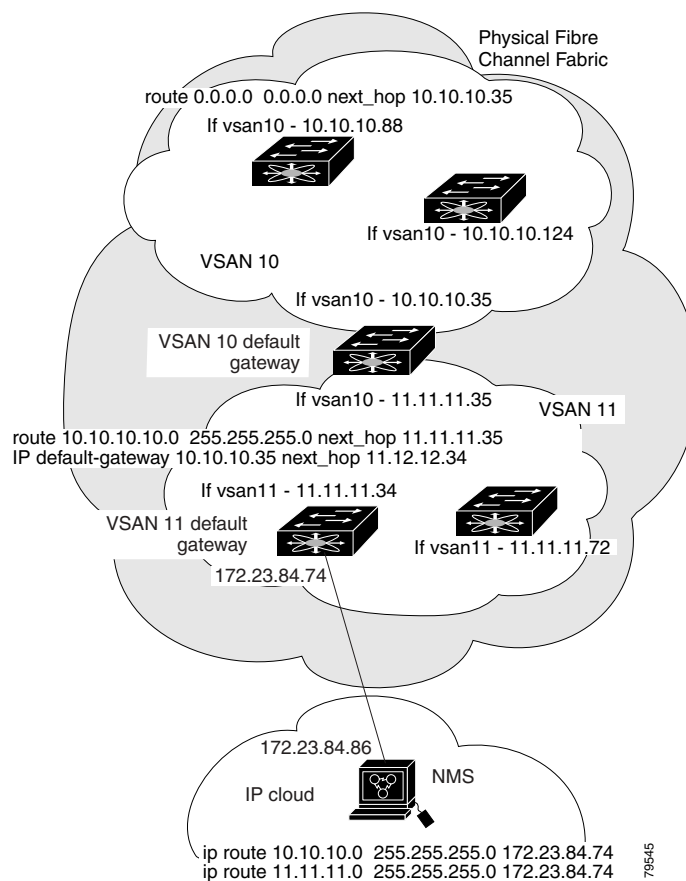 Physical Fibre
Channel Fabric
route 0.0.0.0  0.0.0.0 next_hop 10.10.10.35
If vsan10 - 10.10.10.88
If vsan10 - 10.10.10.124
VSAN 10
If vsan10 - 10.10.10.35
VSAN 10 default
gateway
If vsan10 - 11.11.11.35
VSAN 11
route 10.10.10.10.0  255.255.255.0 next_hop 11.11.11.35
IP default-gateway 10.10.10.35 next_hop 11.12.12.34
If vsan11 - 11.11.11.34
VSAN 11 default
gateway
If vsan11 - 11.11.11.72
172.23.84.74
172.23.84.86
NMS
IP cloud
ip route 10.10.10.0  255.255.255.0 172.23.84.74
ip route 11.11.11.0  255.255.255.0 172.23.84.74
79545